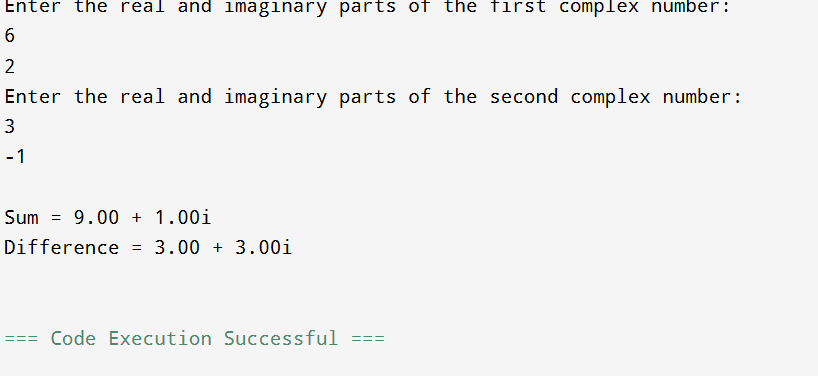 Enter the real and imaginary parts of the first complex number:
6
2
Enter the real and imaginary parts of the second complex number:
3
-1
Sum = 9.00 + 1.00i
Difference = 3.00 + 3.00i
=== Code Execution Successful ===